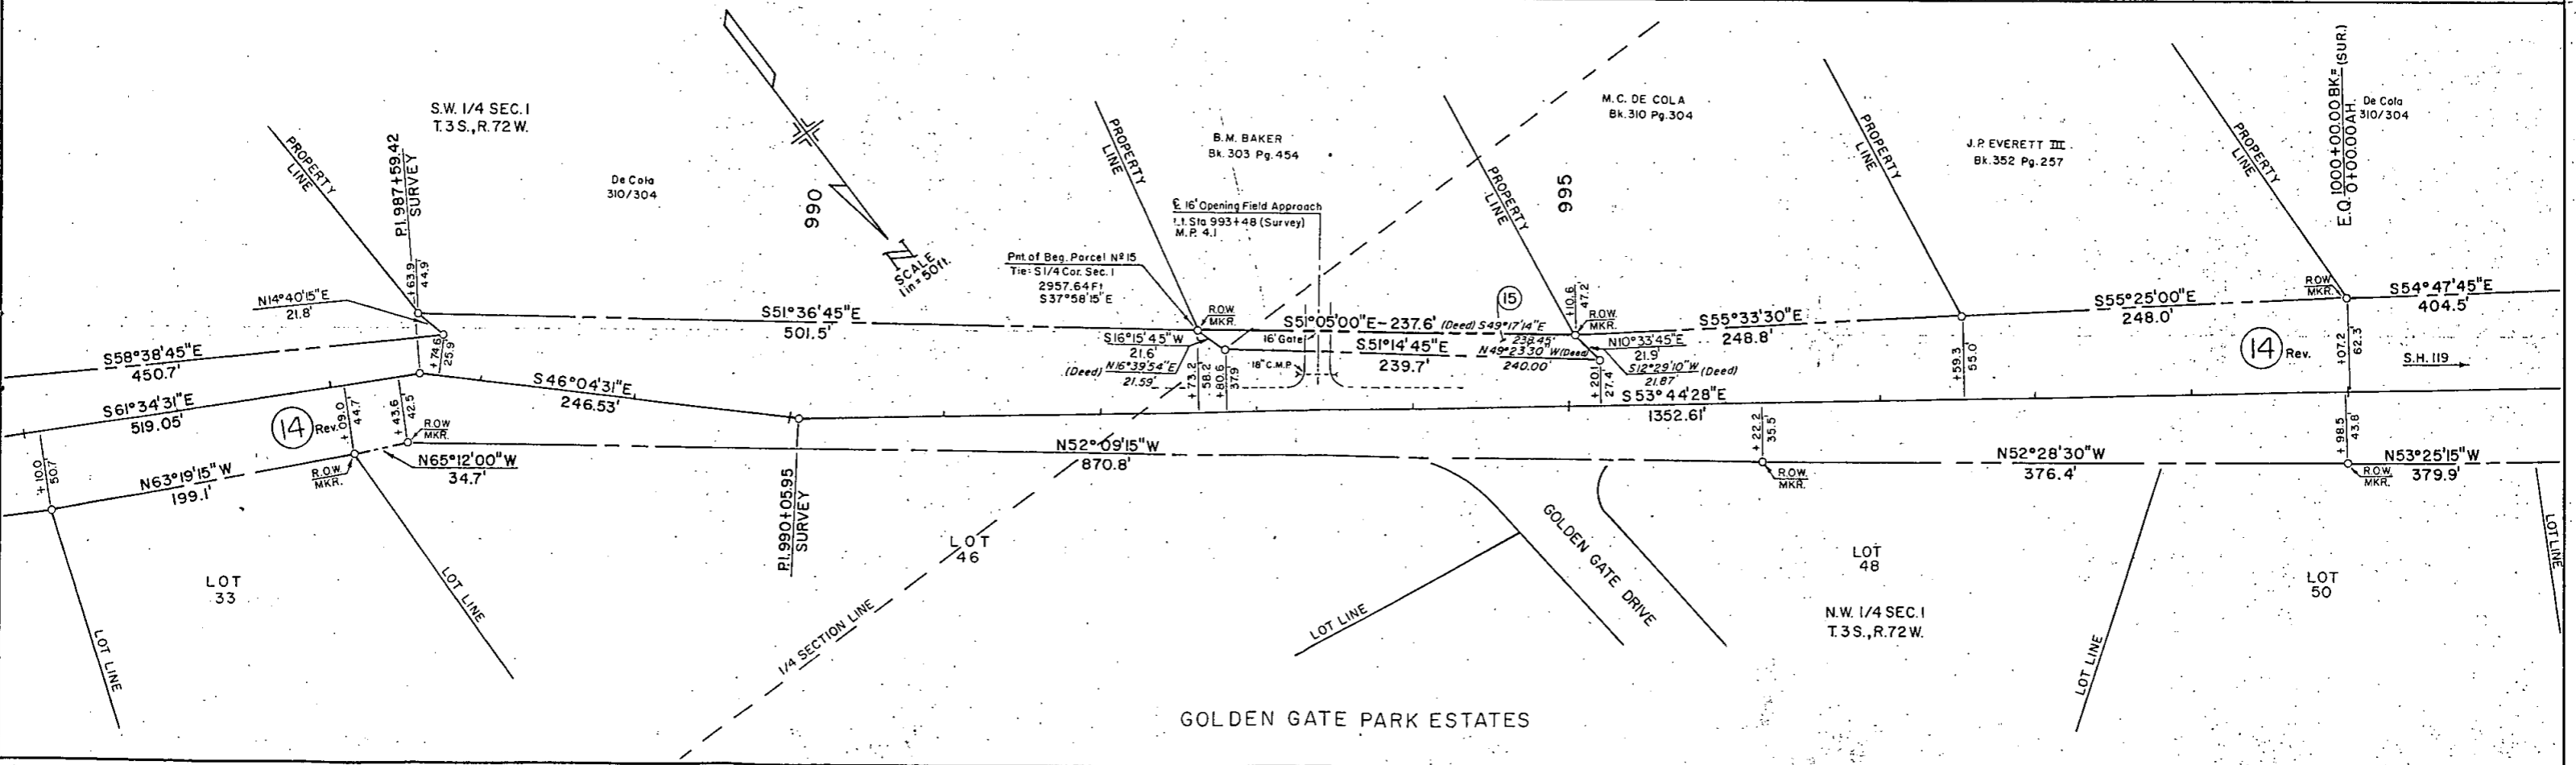 S.W. 1/4 SEC. 1
T. 3 S., R. 72 W.
PROPERTY
LINE
P.I. 987+59.42
SURVEY
De Cola
310/304
990
N
SCALE
1 in = 50 ft.
PROPERTY
LINE
B.M. BAKER
Bk. 303 Pg. 454
℄ 16' Opening Field Approach
Lt. Sta 993+48 (Survey)
M.P. 4.1
Pnt. of Beg. Parcel Nº 15
Tie: S 1/4 Cor. Sec. 1
2957.64 Ft
S37°58'15"E
PROPERTY
LINE
995
M.C. DE COLA
Bk. 310 Pg. 304
PROPERTY
LINE
J.P. EVERETT III
Bk. 352 Pg. 257
PROPERTY
LINE
E.Q. 1000+00.00 BK.= (SUR.)
0+00.00 AH.
De Cola
310/304
N14°40'15"E
21.8'
+63.9
44.9'
+74.6
25.9'
S58°38'45"E
450.7'
S61°34'31"E
519.05'
S51°36'45"E
501.5'
S46°04'31"E
246.53'
R.O.W.
MKR.
S16°15'45"W
21.6'
(Deed) N16°39'54"E
21.59'
+73.2
58.2
+80.6
37.9'
16' Gate
18" C.M.P.
S51°05'00"E-237.6' (Deed) S49°17'14"E
238.45'
15
S51°14'45"E
239.7'
N49°23'30"W (Deed)
240.00'
+10.6
47.2'
R.O.W.
MKR.
N10°33'45"E
21.9'
S12°29'10"W (Deed)
21.87'
+20.1
27.4
S55°33'30"E
248.8'
S53°44'28"E
1352.61'
+59.3
55.0'
S55°25'00"E
248.0'
ROW
MKR.
S54°47'45"E
404.5'
14 Rev.
+07.2
62.3'
S.H. 119
+10.0
50.7'
14 Rev.
+09.0
44.7'
+43.6
42.5'
R.O.W
MKR.
N65°12'00"W
34.7'
R.O.W.
MKR.
N63°19'15"W
199.1'
N52°09'15"W
870.8'
+22.2
35.5'
R.O.W.
MKR.
N52°28'30"W
376.4'
+98.5
43.8'
R.O.W.
MKR.
N53°25'15"W
379.9'
P.I. 990+05.95
SURVEY
LOT
33
LOT LINE
LOT LINE
LOT
46
1/4 SECTION LINE
LOT LINE
GOLDEN GATE DRIVE
LOT
48
N.W. 1/4 SEC. 1
T. 3 S., R. 72 W.
LOT LINE
LOT
50
LOT LINE
GOLDEN GATE PARK ESTATES